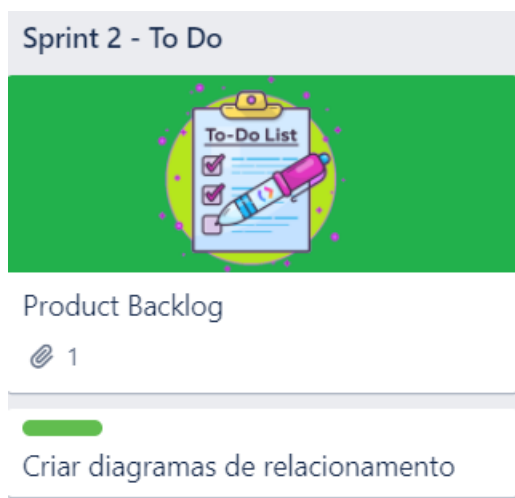 Sprint 2 - To Do
To-Do List
Product Backlog
1
Criar diagramas de relacionamento